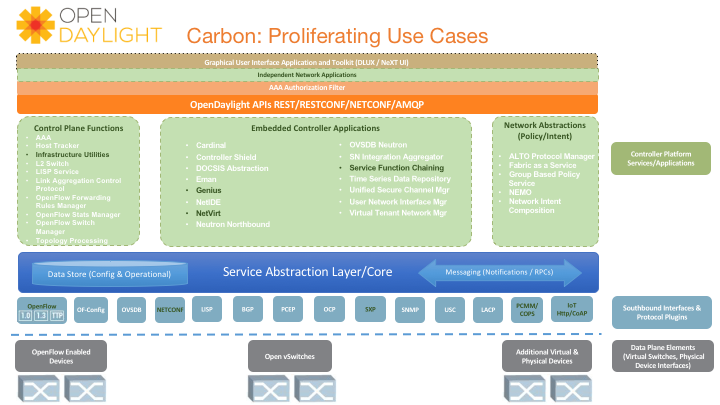 OPEN
DAYLIGHT
Carbon: Proliferating Use Cases
Graphical User Interface Application and Toolkit (DLUX / NeXT UI)
Independent Network Applications
AAA Authorization Filter
OpenDaylight APIs REST/RESTCONF/NETCONF/AMQP
Control Plane Functions
• AAA
• Host Tracker
• Infrastructure Utilities
• L2 Switch
• LISP Service
• Link Aggregation Control
Protocol
• OpenFlow Forwarding
Rules Manager
• OpenFlow Stats Manager
• OpenFlow Switch
Manager
• Topology Processing
Embedded Controller Applications
• Cardinal
• Controller Shield
• DOCSIS Abstraction
• Eman
• Genius
• NetIDE
• NetVirt
• Neutron Northbound
• OVSDB Neutron
• SN Integration Aggregator
• Service Function Chaining
• Time Series Data Repository
• Unified Secure Channel Mgr
• User Network Interface Mgr
• Virtual Tenant Network Mgr
Network Abstractions
(Policy/Intent)
• ALTO Protocol Manager
• Fabric as a Service
• Group Based Policy
Service
• NEMO
• Network Intent
Composition
Controller Platform
Services/Applications
Data Store (Config & Operational)
Service Abstraction Layer/Core
Messaging (Notifications / RPCs)
OpenFlow
1.0 1.3 TTP
OF-Config
OVSDB
NETCONF
LISP
BGP
PCEP
OCP
SXP
SNMP
USC
LACP
PCMM/
COPS
IoT
Http/CoAP
Southbound Interfaces &
Protocol Plugins
OpenFlow Enabled
Devices
Open vSwitches
Additional Virtual &
Physical Devices
Data Plane Elements
(Virtual Switches, Physical
Device Interfaces)